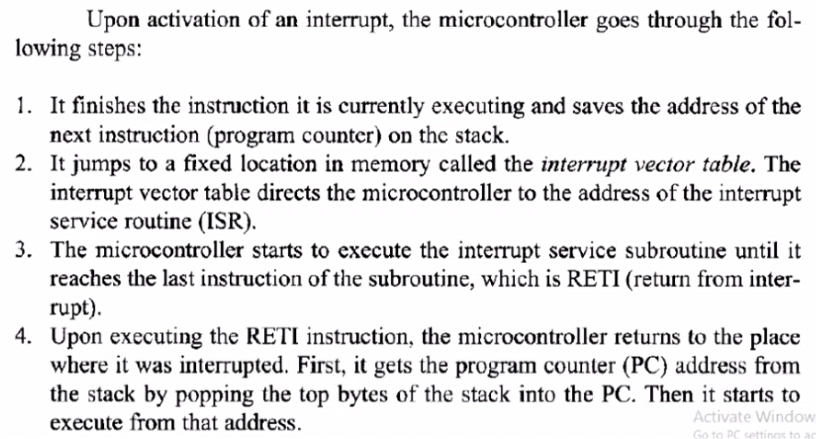 Upon activation of an interrupt, the microcontroller goes through the fol-
lowing steps:
1. It finishes the instruction it is currently executing and saves the address of the
next instruction (program counter) on the stack.
2. It jumps to a fixed location in memory called the interrupt vector table. The
interrupt vector table directs the microcontroller to the address of the interrupt
service routine (ISR).
3. The microcontroller starts to execute the interrupt service subroutine until it
reaches the last instruction of the subroutine, which is RETI (return from inter-
rupt).
4. Upon executing the RETI instruction, the microcontroller returns to the place
where it was interrupted. First, it gets the program counter (PC) address from
the stack by popping the top bytes of the stack into the PC. Then it starts to
execute from that address.
Activate Window
Go to PC settings to ac